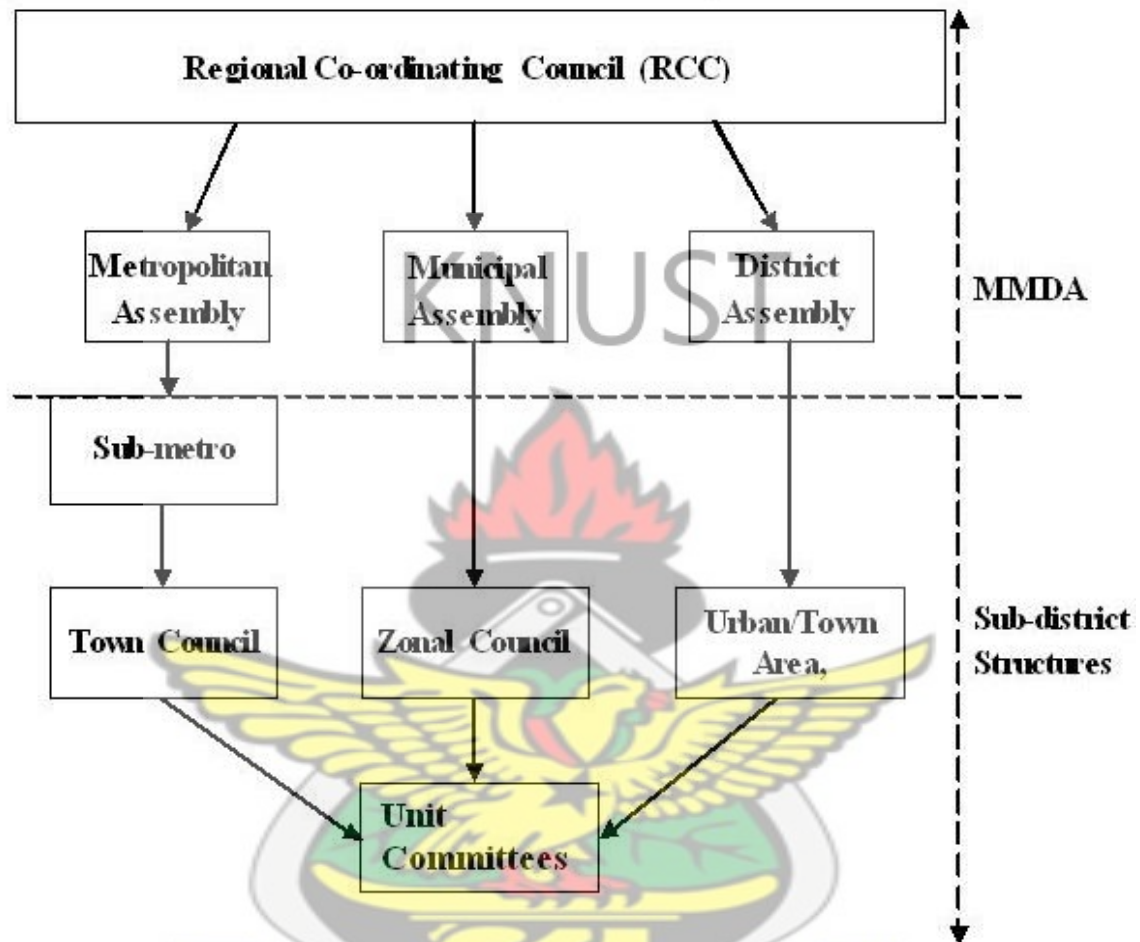 Regional Co-ordinating Council (RCC)
Metropolitan
Assembly
Municipal
Assembly
District
Assembly
MMDA
KNUST
Sub-metro
Town Council
Zonal Council
Urban/Town
Area,
Sub-district
Structures
Unit
Committees